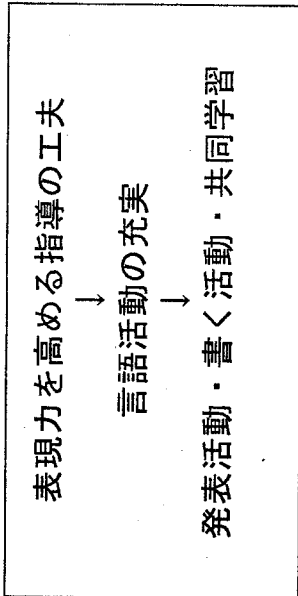 表現力を高める指導の工夫
↓
言語活動の充実
↓
発表活動・書く活動・共同学習